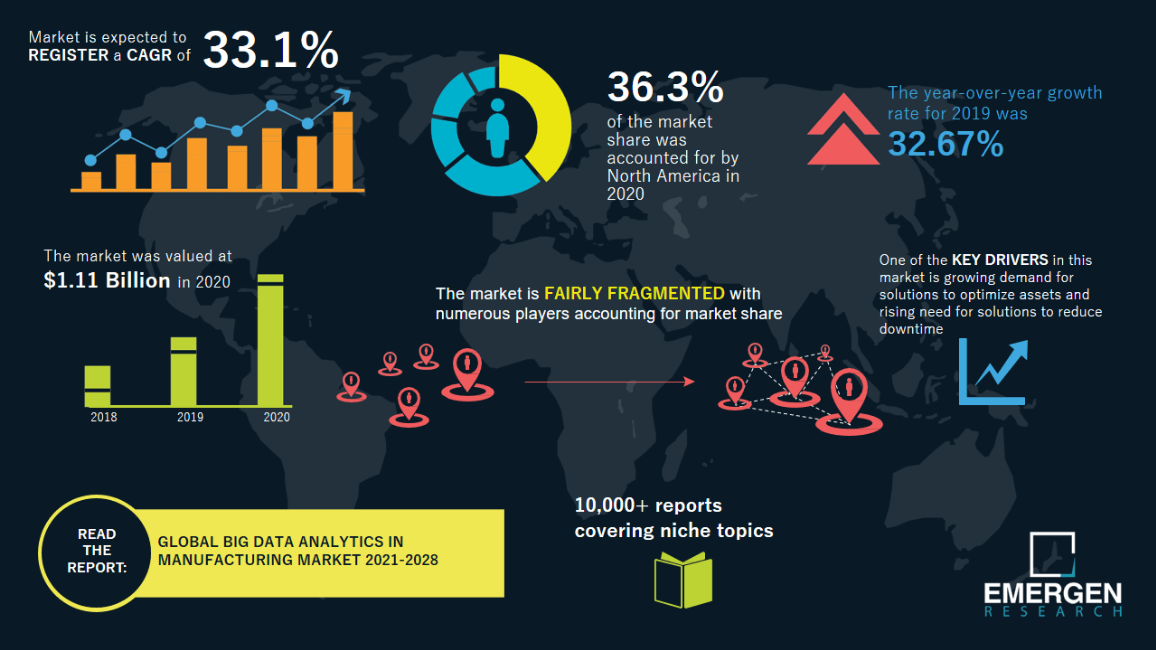 Market is expected to
REGISTER a CAGR of
33.1%
36.3%
of the market
share was
accounted for by
North America in
2020
The year-over-year growth
rate for 2019 was
32.67%
The market was valued at
$1.11 Billion in 2020
2018 2019 2020
The market is FAIRLY FRAGMENTED with
numerous players accounting for market share
One of the KEY DRIVERS in this
market is growing demand for
solutions to optimize assets and
rising need for solutions to reduce
downtime
READ
THE
REPORT:
GLOBAL BIG DATA ANALYTICS IN
MANUFACTURING MARKET 2021-2028
10,000+ reports
covering niche topics
EMERGEN
RESEARCH